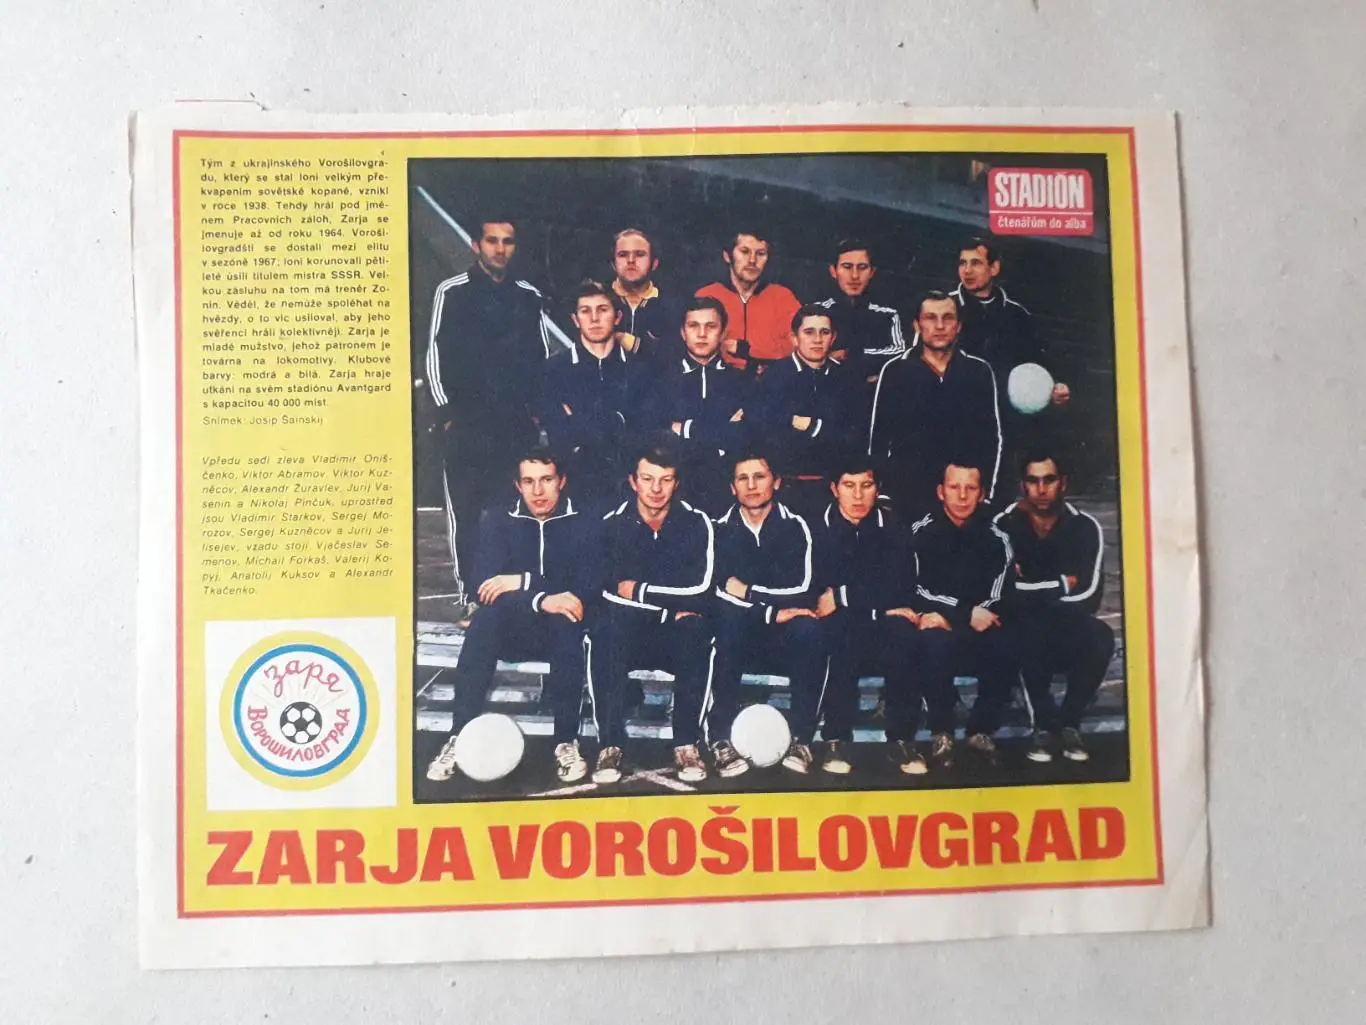 Tým z ukrajinského Vorošilovgra-
du, který se stal loni velkým pře-
kvapením sovětské kopané, vznikl
v roce 1938. Tehdy hrál pod jmé-
nem Pracovních záloh, Zarja se
jmenuje až od roku 1964. Voroši-
lovgradští se dostali mezi elitu
v sezóně 1967; loni korunovali pěti-
leté úsilí titulem mistra SSSR. Vel-
kou zásluhu na tom má trenér Zo-
nin. Věděl, že nemůže spoléhat na
hvězdy, o to víc usiloval, aby jeho
svěřenci hráli kolektivněji. Zarja je
mladé mužstvo, jehož patronem je
továrna na lokomotivy. Klubové
barvy: modrá a bílá. Zarja hraje
utkání na svém stadiónu Avantgard
s kapacitou 40 000 míst.
Snímek: Josip Šainskij
Vpředu sedí zleva Vladimir Oniš-
čenko, Viktor Abramov, Viktor Kuz-
něcov, Alexandr Žuravlev, Jurij Va-
senin a Nikolaj Pinčuk, uprostřed
jsou Vladimir Starkov, Sergej Mo-
rozov, Sergej Kuzněcov a Jurij Je-
lisejev, vzadu stojí Vjačeslav Se-
menov, Michail Forkaš, Valerij Ko-
pyj, Anatolij Kuksov a Alexandr
Tkačenko.
STADIÓN
čtenářům do alba
заря
ВОРОШИЛОВГРАД
ZARJA VOROŠILOVGRAD